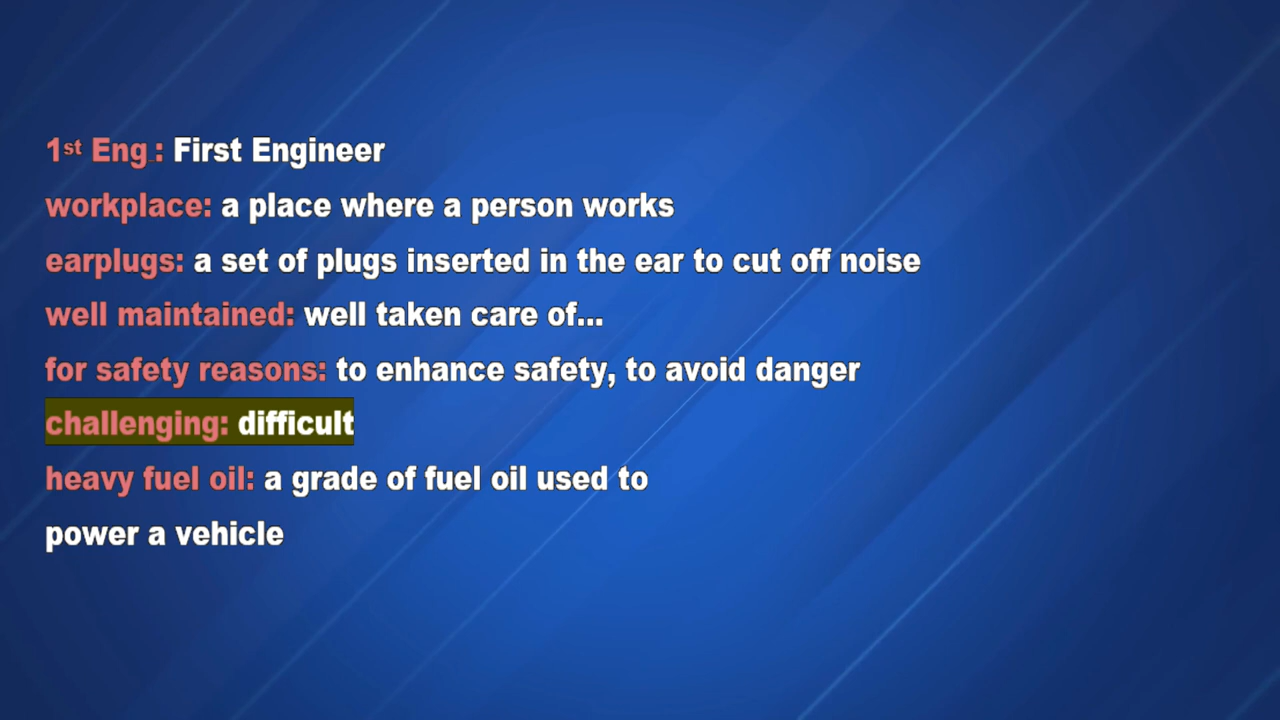 1st Eng : First Engineer
workplace: a place where a person works
earplugs: a set of plugs inserted in the ear to cut off noise
well maintained: well taken care of...
for safety reasons: to enhance safety, to avoid danger
challenging: difficult
heavy fuel oil: a grade of fuel oil used to
power a vehicle